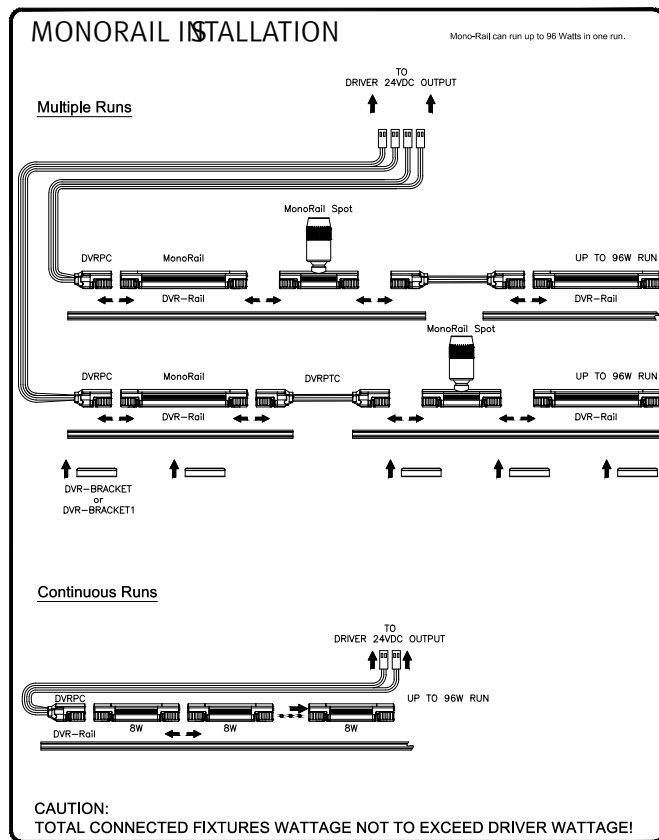 MONORAIL INSTALLATION
Mono-Rail can run up to 96 Watts in one run.
TO
DRIVER 24VDC OUTPUT
Multiple Runs
MonoRail Spot
DVRPC MonoRail UP TO 96W RUN
DVR-Rail DVR-Rail
MonoRail Spot
DVRPC MonoRail DVRPTC UP TO 96W RUN
DVR-Rail DVR-Rail
DVR-BRACKET
or
DVR-BRACKET1
Continuous Runs
TO
DRIVER 24VDC OUTPUT
DVRPC UP TO 96W RUN
8W 8W 8W
DVR-Rail
CAUTION:
TOTAL CONNECTED FIXTURES WATTAGE NOT TO EXCEED DRIVER WATTAGE!